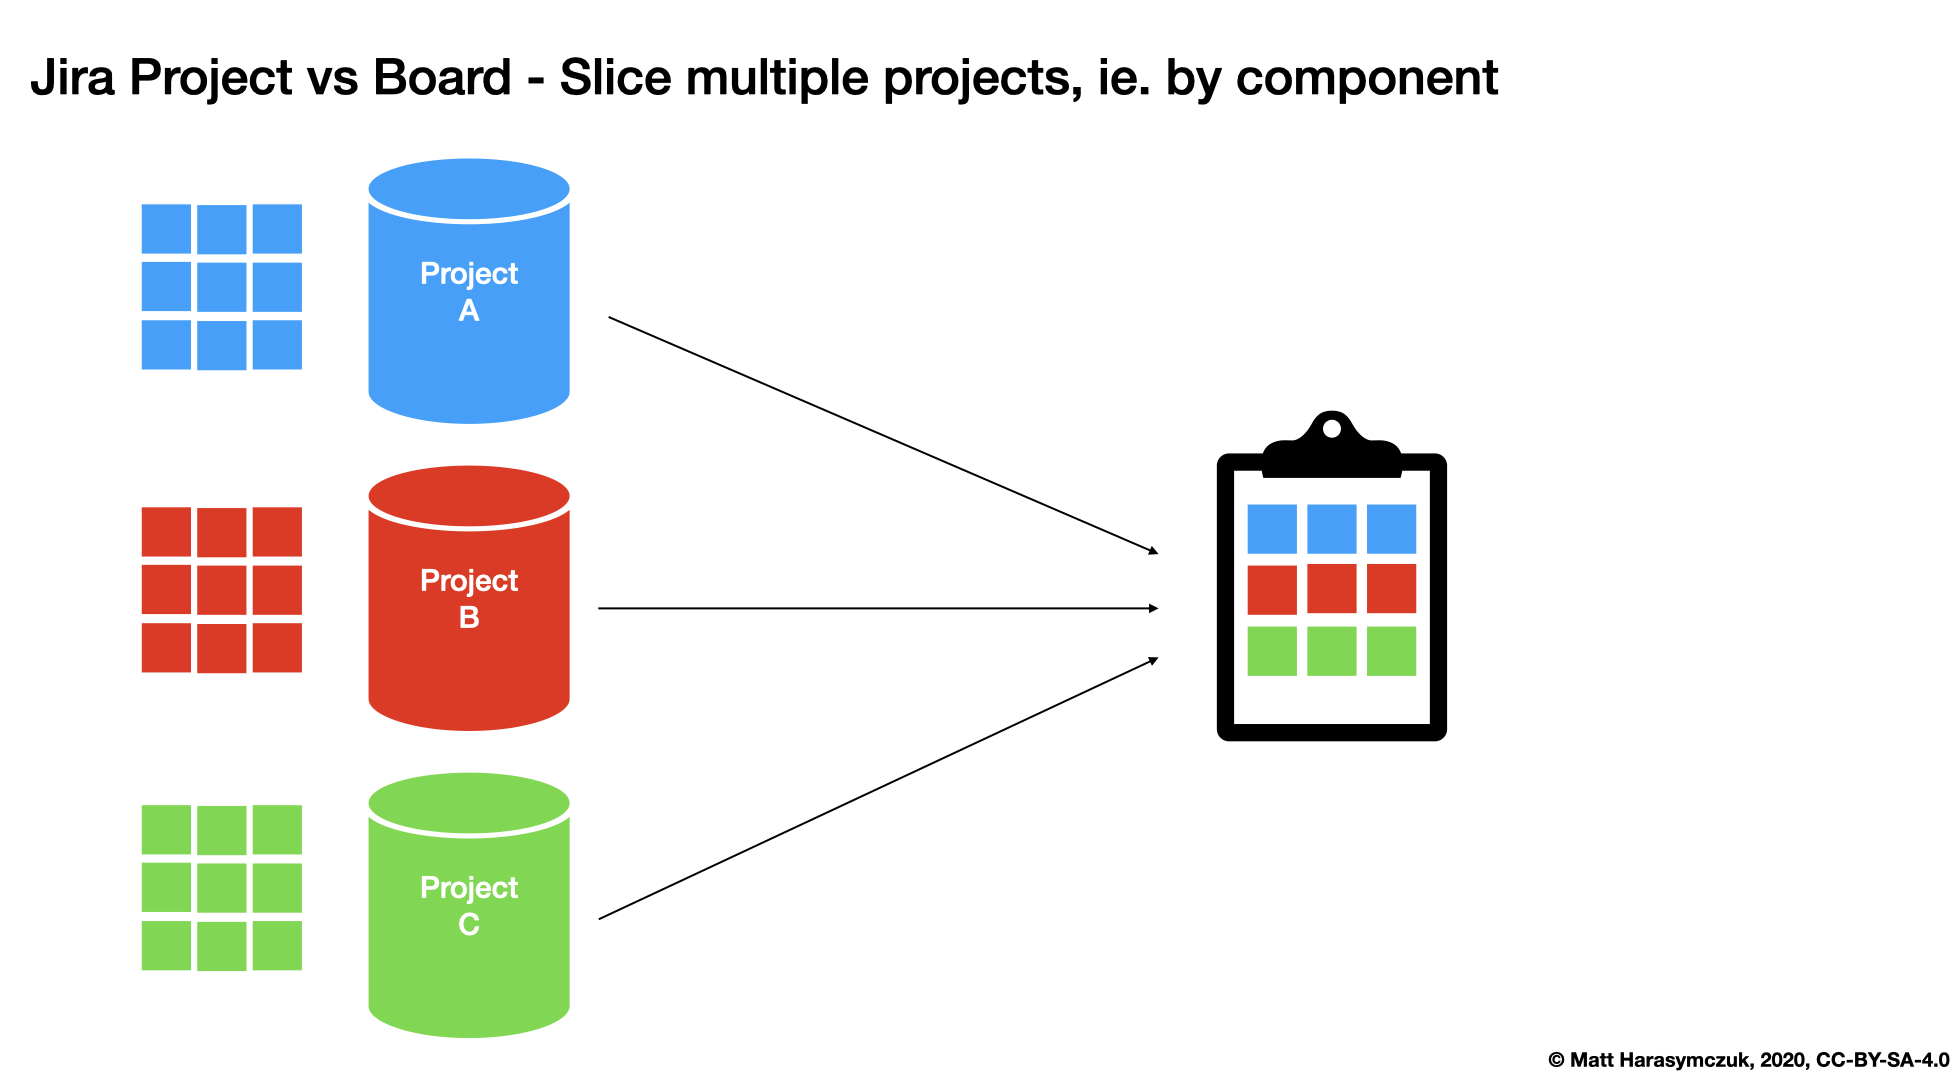 Jira Project vs Board - Slice multiple projects, ie. by component
Project
A
Project
B
Project
C
© Matt Harasymczuk, 2020, CC-BY-SA-4.0